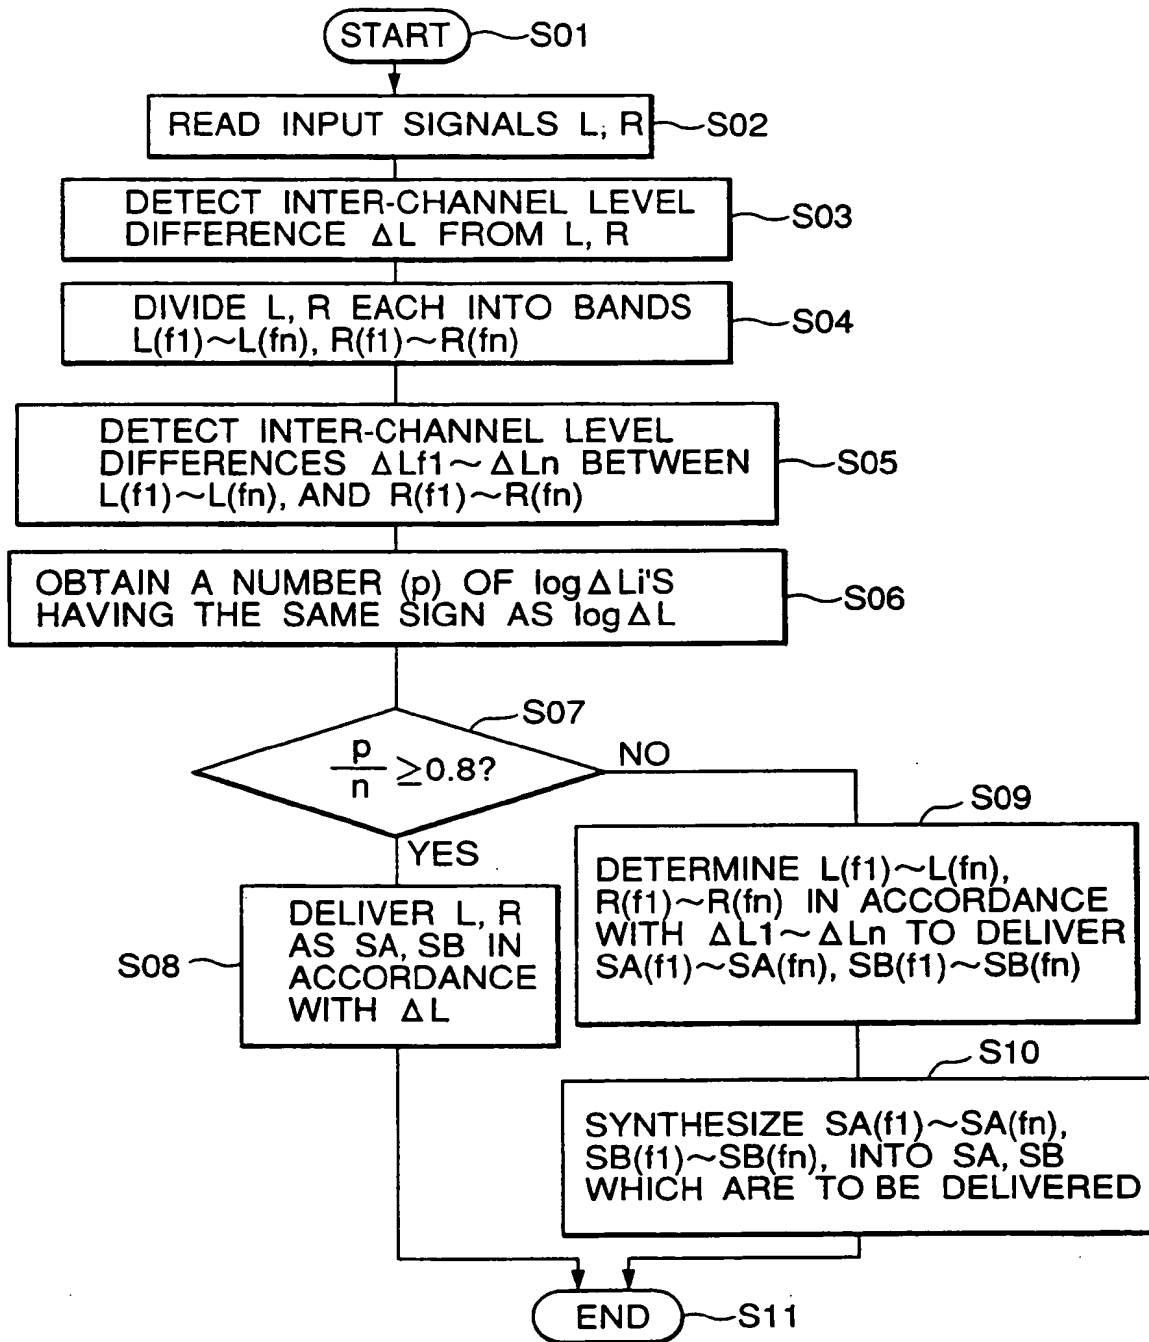 START
S01
READ INPUT SIGNALS L, R
S02
DETECT INTER-CHANNEL LEVEL
DIFFERENCE ΔL FROM L, R
S03
DIVIDE L, R EACH INTO BANDS
L(f1)~L(fn), R(f1)~R(fn)
S04
DETECT INTER-CHANNEL LEVEL
DIFFERENCES ΔLf1~ΔLn BETWEEN
L(f1)~L(fn), AND R(f1)~R(fn)
S05
OBTAIN A NUMBER (p) OF logΔLi'S
HAVING THE SAME SIGN AS logΔL
S06
S07
p/n ≥0.8?
NO
YES
S08
DELIVER L, R
AS SA, SB IN
ACCORDANCE
WITH ΔL
S09
DETERMINE L(f1)~L(fn),
R(f1)~R(fn) IN ACCORDANCE
WITH ΔL1~ΔLn TO DELIVER
SA(f1)~SA(fn), SB(f1)~SB(fn)
S10
SYNTHESIZE SA(f1)~SA(fn),
SB(f1)~SB(fn), INTO SA, SB
WHICH ARE TO BE DELIVERED
END
S11